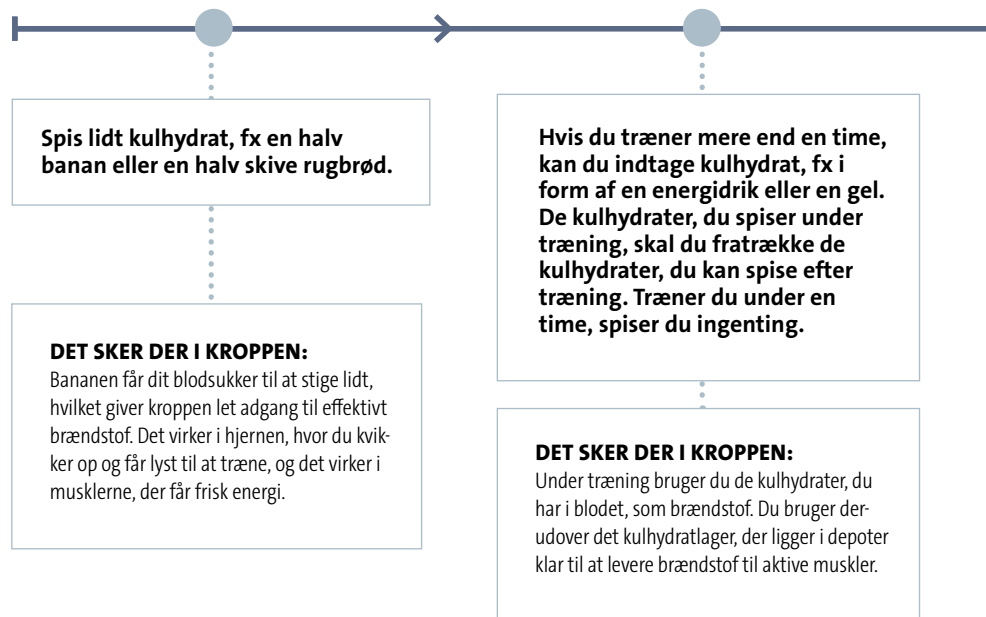 Spis lidt kulhydrat, fx en halv
banan eller en halv skive rugbrød.
DET SKER DER I KROPPEN:
Bananen får dit blodsukker til at stige lidt,
hvilket giver kroppen let adgang til effektivt
brændstof. Det virker i hjernen, hvor du kvik-
ker op og får lyst til at træne, og det virker i
musklerne, der får frisk energi.
Hvis du træner mere end en time,
kan du indtage kulhydrat, fx i
form af en energidrik eller en gel.
De kulhydrater, du spiser under
træning, skal du fratrække de
kulhydrater, du kan spise efter
træning. Træner du under en
time, spiser du ingenting.
DET SKER DER I KROPPEN:
Under træning bruger du de kulhydrater, du
har i blodet, som brændstof. Du bruger der-
udover det kulhydratlager, der ligger i depoter
klar til at levere brændstof til aktive muskler.